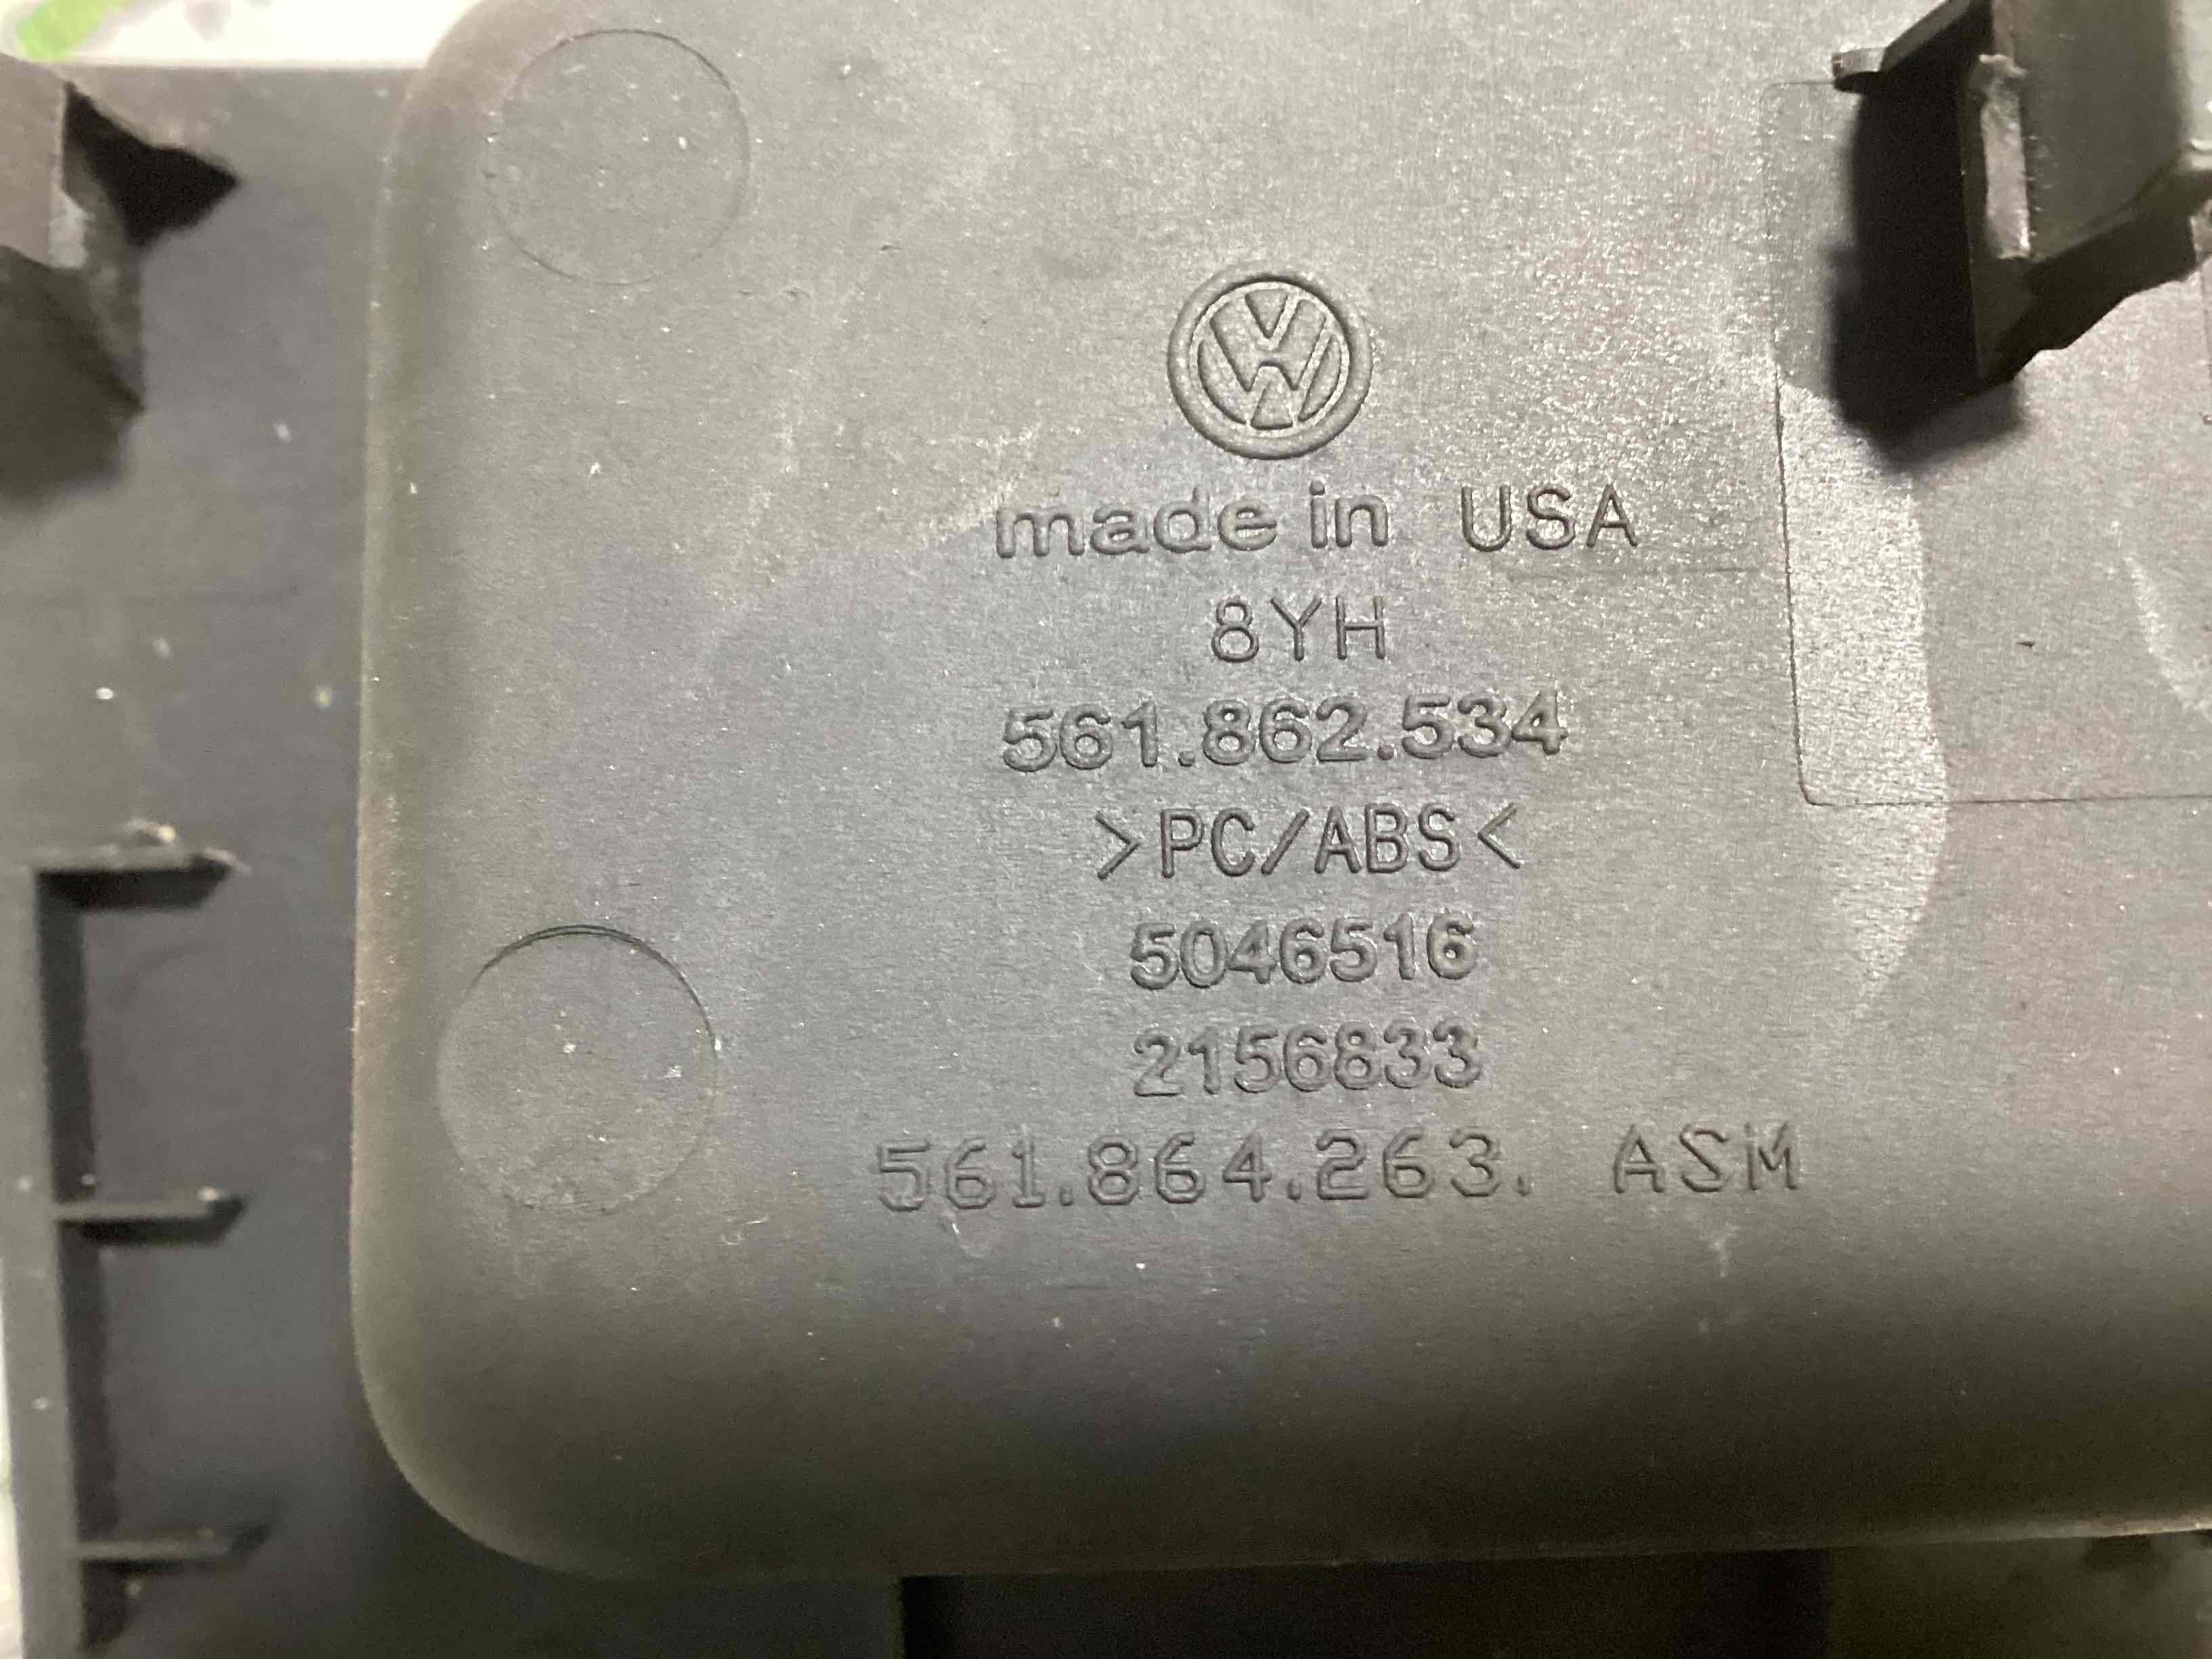 made in USA
8YH
561.862.534
>PC/ABS<
5046516
2156833
561.864.263. ASM